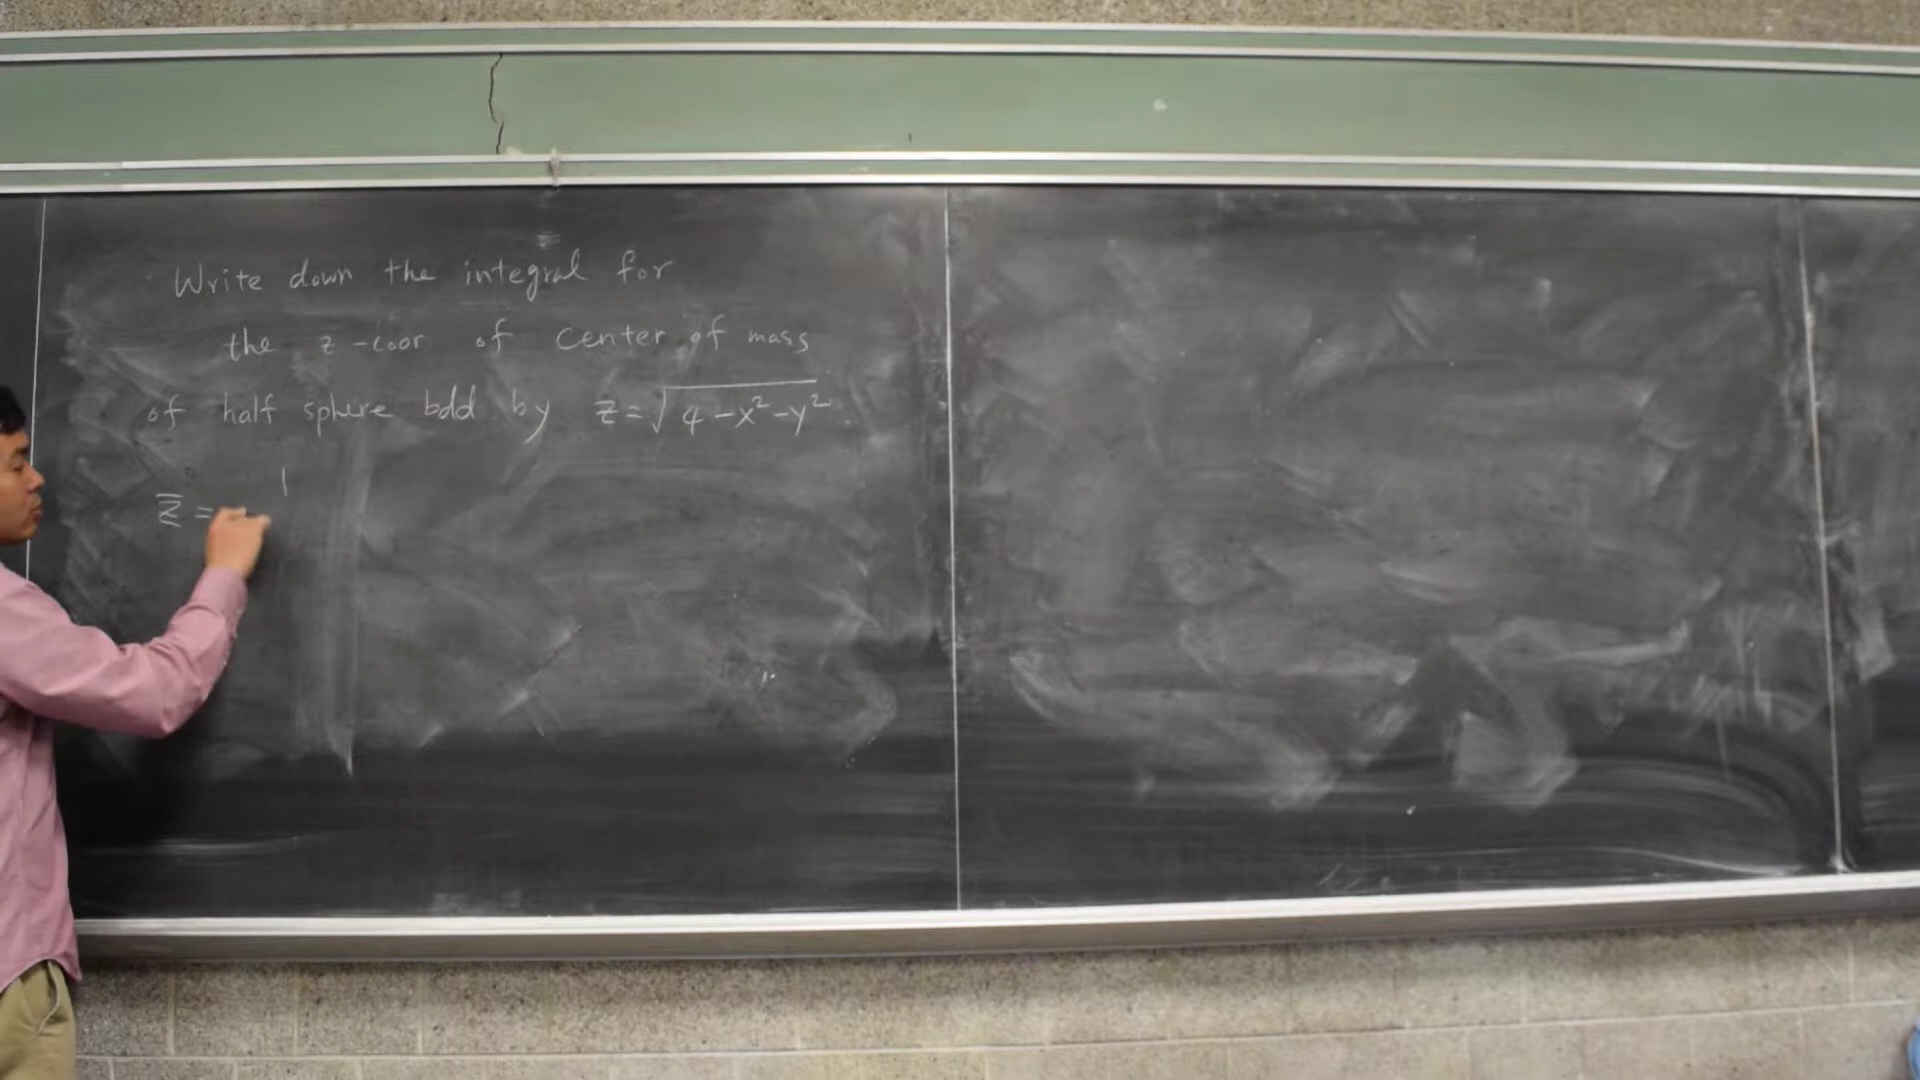 Write down the integral for
the z-coor of center of mass
of half sphere bdd by z=√4-x²-y²
z̅= 1